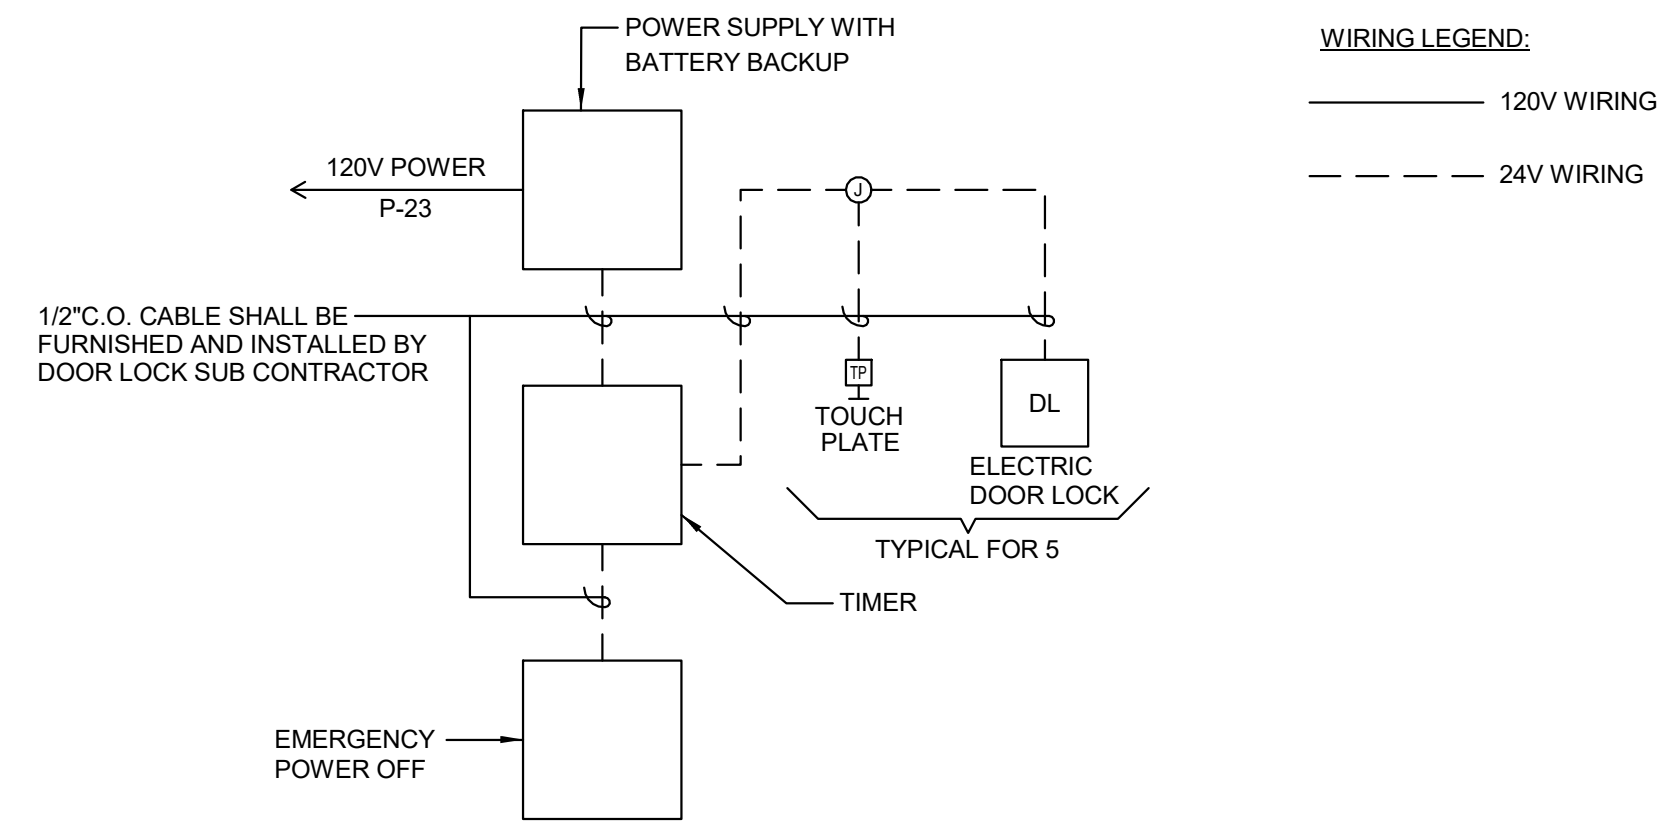 POWER SUPPLY WITH
BATTERY BACKUP
WIRING LEGEND:
120V WIRING
24V WIRING
120V POWER
P-23
J
1/2"C.O. CABLE SHALL BE
FURNISHED AND INSTALLED BY
DOOR LOCK SUB CONTRACTOR
TP
TOUCH
PLATE
DL
ELECTRIC
DOOR LOCK
TYPICAL FOR 5
TIMER
EMERGENCY
POWER OFF